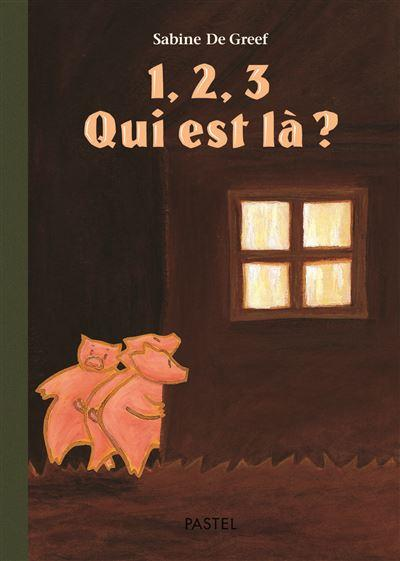 Sabine De Greef
1, 2, 3
Qui est là ?
PASTEL